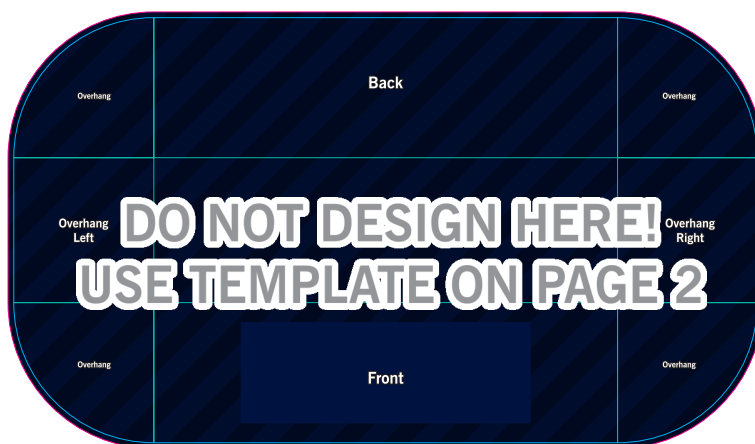 Back
Overhang
Overhang
Overhang
Left
DO NOT DESIGN HERE!
USE TEMPLATE ON PAGE 2
Overhang
Right
Overhang
Front
Overhang